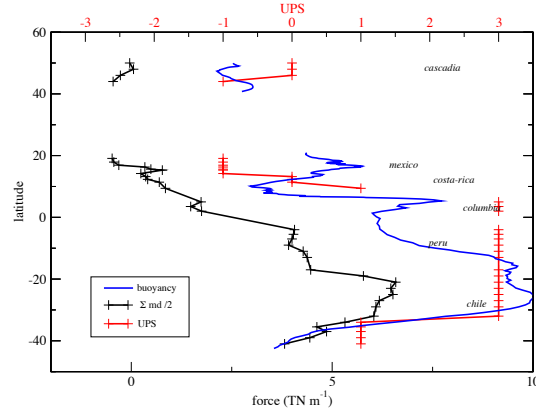 UPS
-3 -2 -1 0 1 2 3
60
40
20
0
-20
-40
latitude
cascadia
mexico
costa-rica
columbia
peru
chile
buoyancy
Σ md /2
UPS
0 5 10
force (TN m⁻¹)